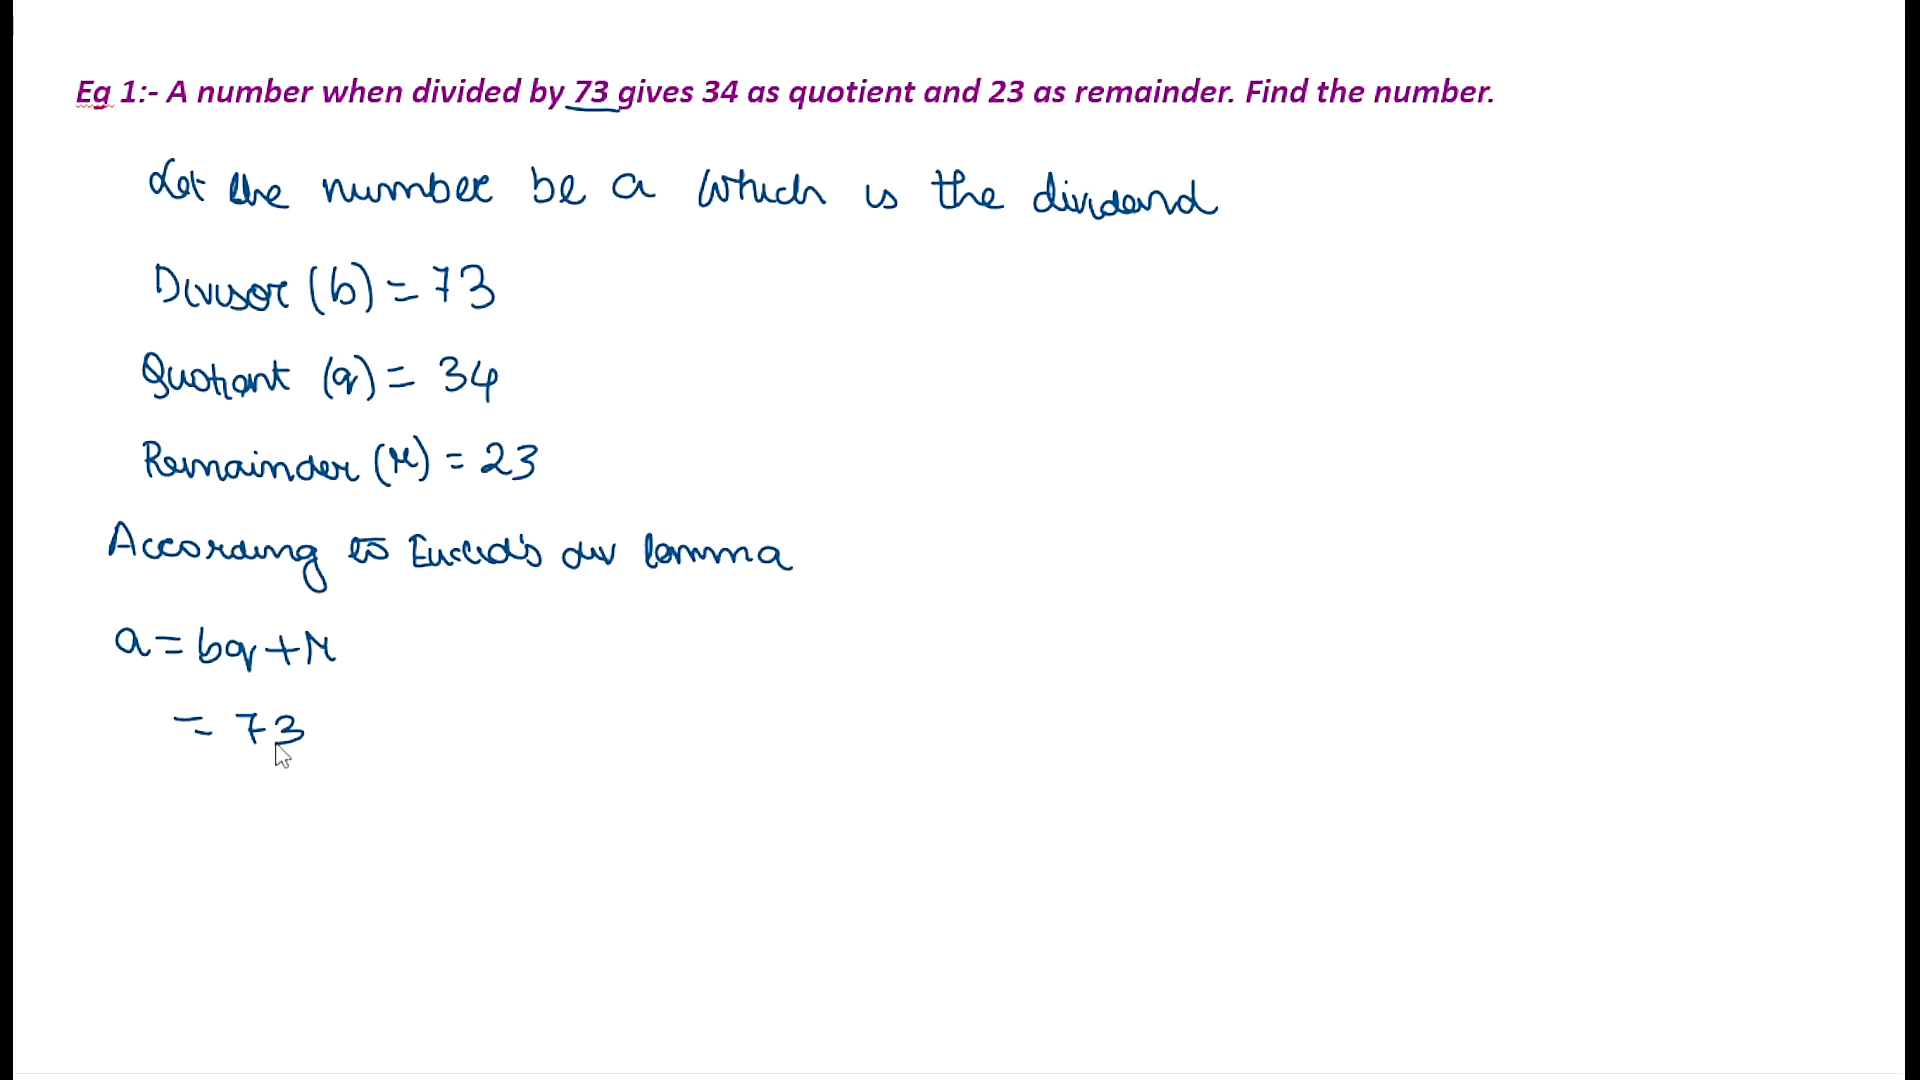 Eg 1:- A number when divided by 73 gives 34 as quotient and 23 as remainder. Find the number.
Let the number be a which is the dividend
Divisor (b) = 73
Quotient (q) = 34
Remainder (r) = 23
According to Euclid's div lemma
a = bq + r
= 73